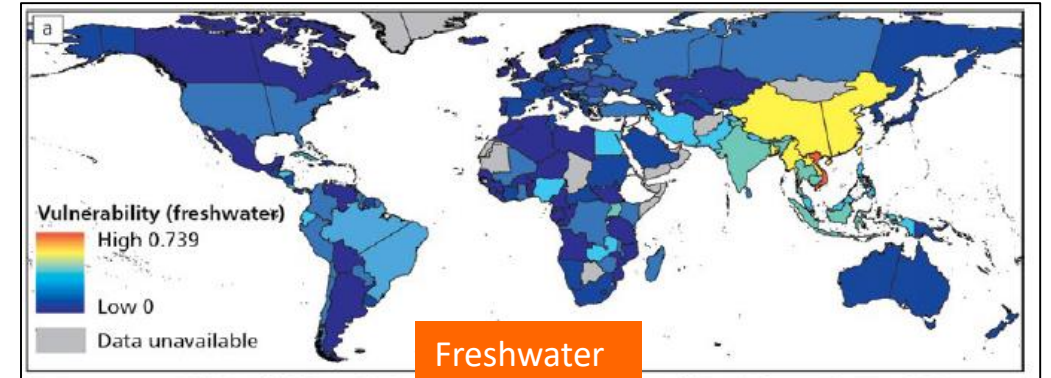 a
Vulnerability (freshwater)
High 0.739
Low 0
Data unavailable
Freshwater